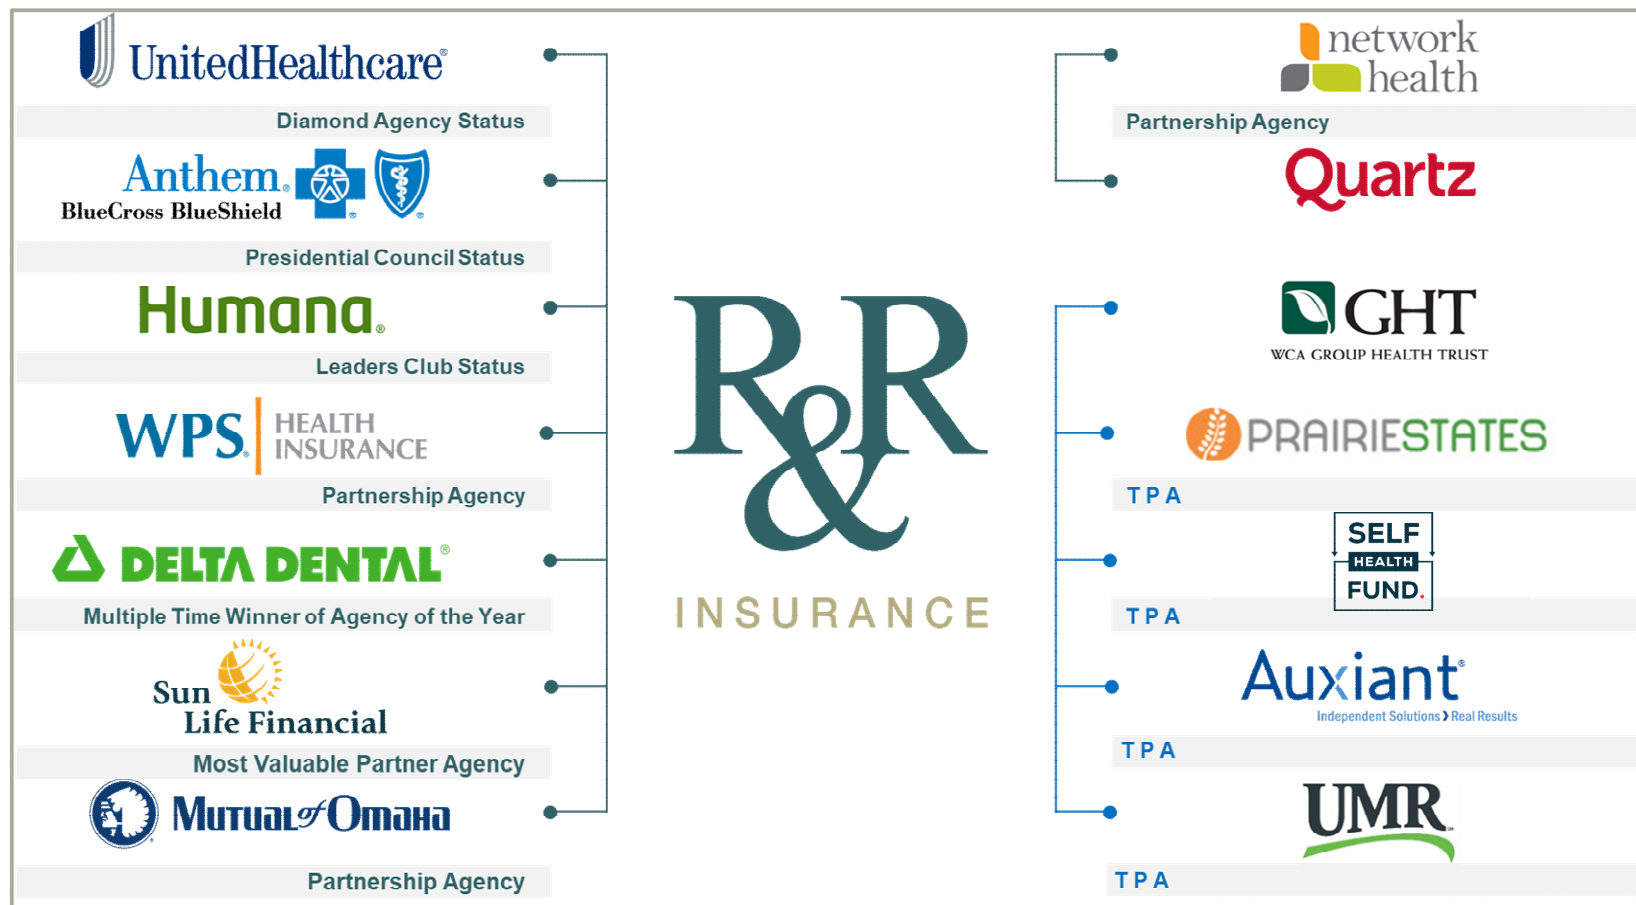 UnitedHealthcare®
Diamond Agency Status
Anthem®
BlueCross BlueShield
Presidential Council Status
Humana®
Leaders Club Status
WPS®
HEALTH
INSURANCE
Partnership Agency
DELTA DENTAL®
Multiple Time Winner of Agency of the Year
Sun
Life Financial
Most Valuable Partner Agency
Mutual of Omaha
Partnership Agency
R&R
INSURANCE
network
health
Partnership Agency
Quartz
GHT
WCA GROUP HEALTH TRUST
PRAIRIESTATES
TPA
SELF
HEALTH
FUND.
TPA
Auxiant®
Independent Solutions ❯ Real Results
TPA
UMR℠
TPA